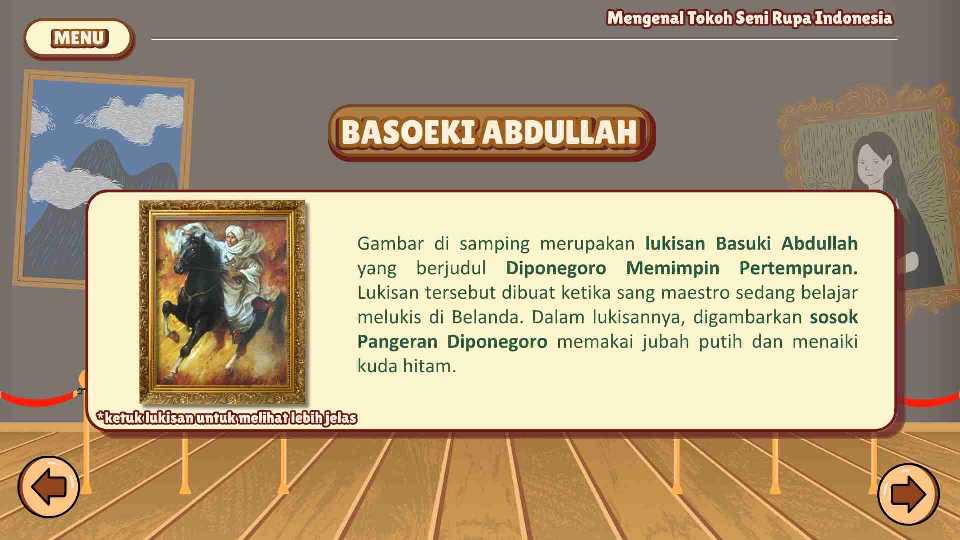 Mengenal Tokoh Seni Rupa Indonesia
MENU
BASOEKI ABDULLAH
Gambar di samping merupakan lukisan Basuki Abdullah
yang berjudul Diponegoro Memimpin Pertempuran.
Lukisan tersebut dibuat ketika sang maestro sedang belajar
melukis di Belanda. Dalam lukisannya, digambarkan sosok
Pangeran Diponegoro memakai jubah putih dan menaiki
kuda hitam.
*ketuk lukisan untuk melihat lebih jelas